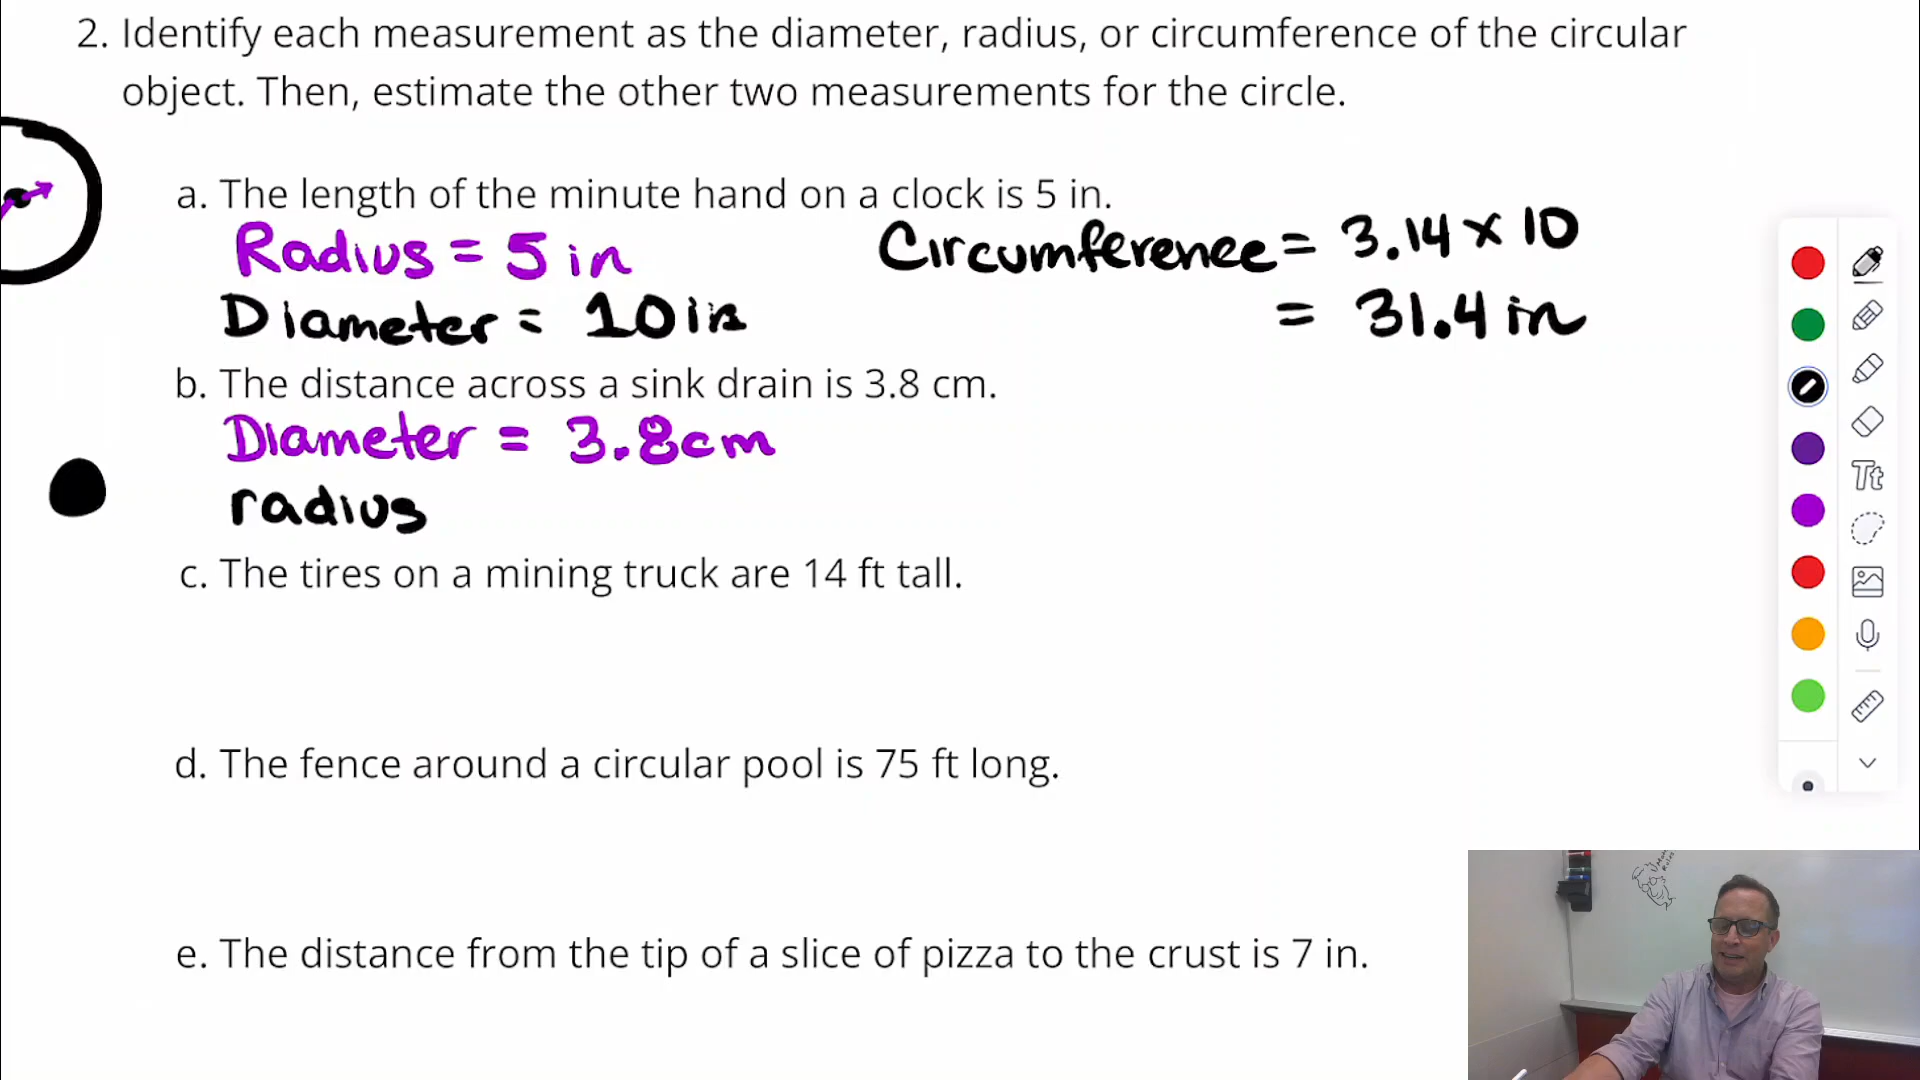 2. Identify each measurement as the diameter, radius, or circumference of the circular
object. Then, estimate the other two measurements for the circle.
a. The length of the minute hand on a clock is 5 in.
Radius = 5 in
Circumference = 3.14 x 10
Diameter = 10 in
= 31.4 in
b. The distance across a sink drain is 3.8 cm.
Diameter = 3.8cm
radius
c. The tires on a mining truck are 14 ft tall.
d. The fence around a circular pool is 75 ft long.
e. The distance from the tip of a slice of pizza to the crust is 7 in.
Tt